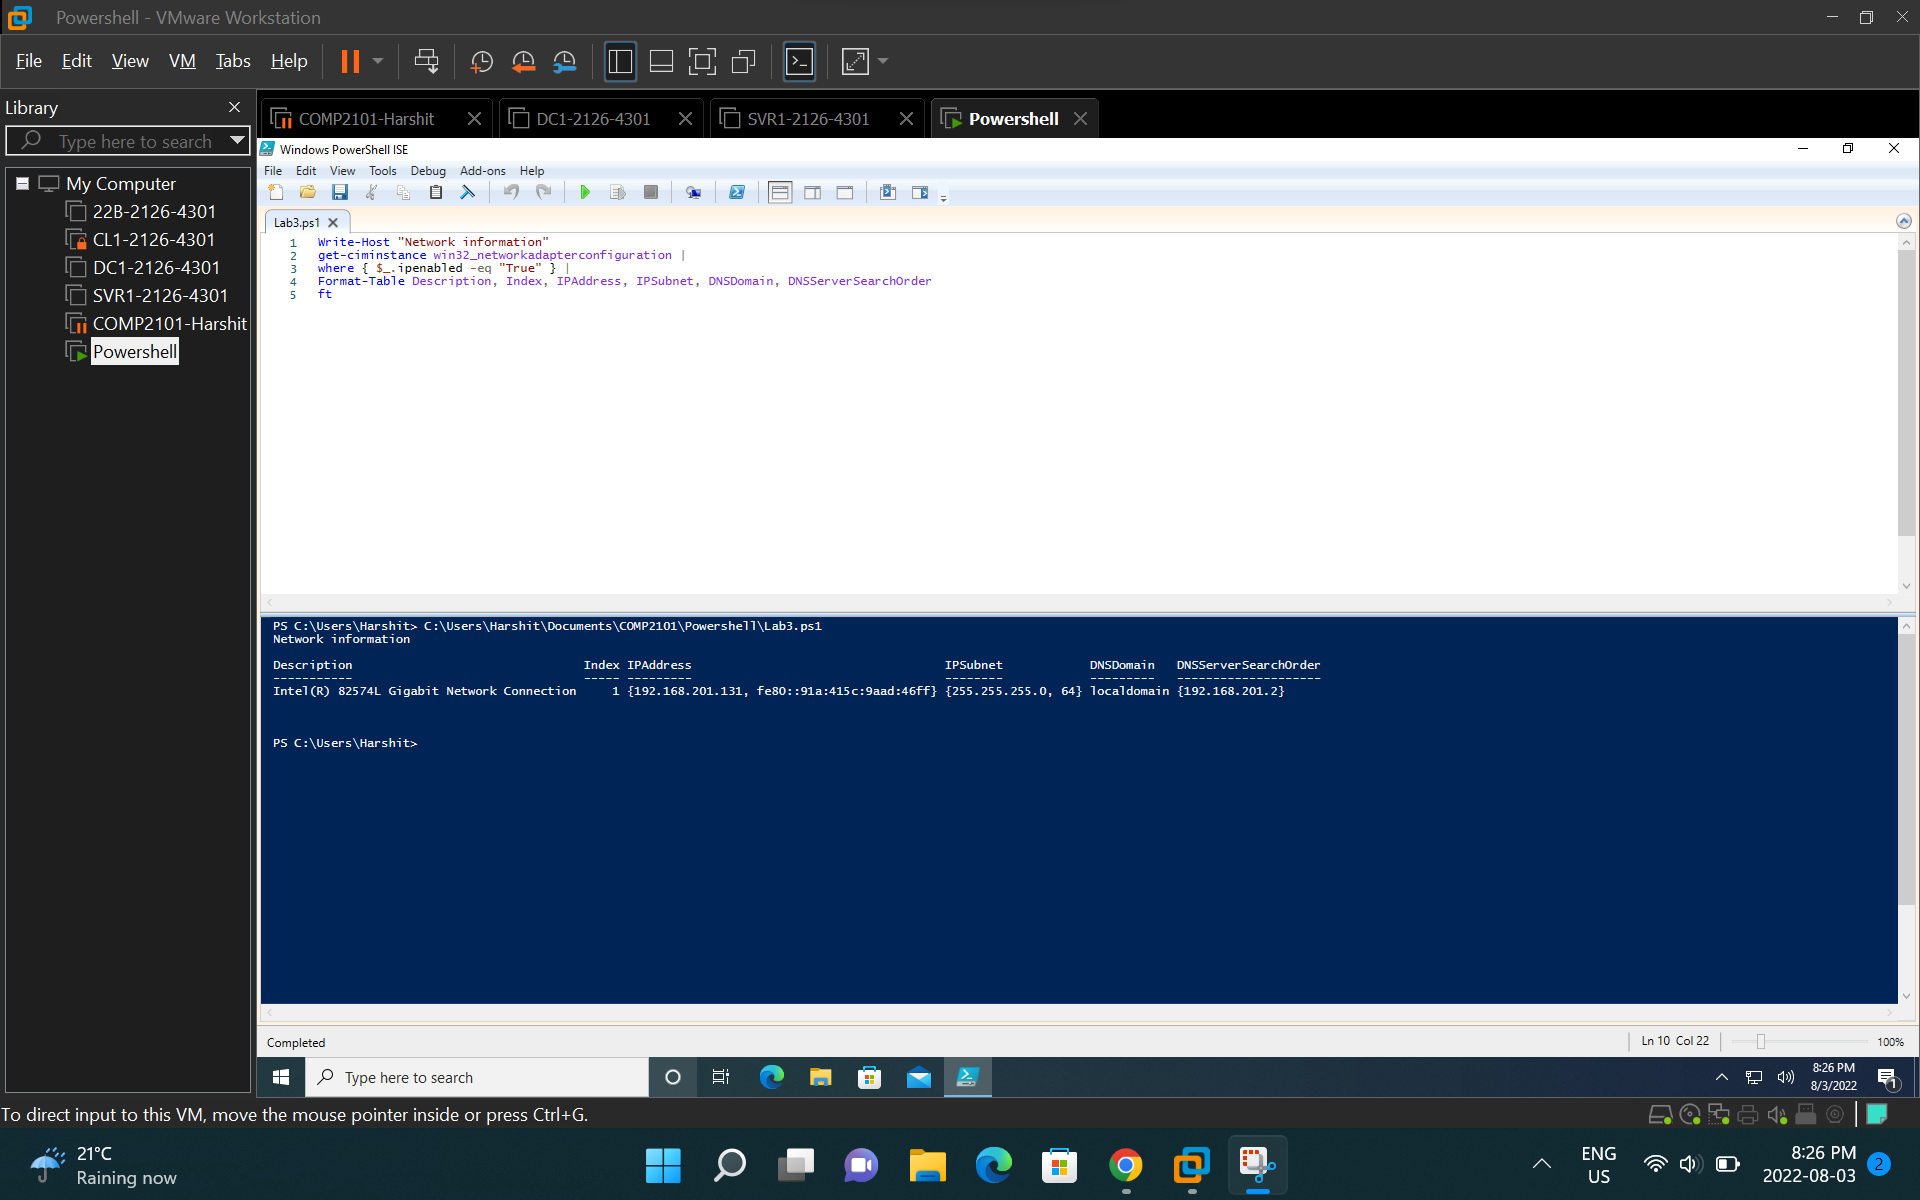 Powershell - VMware Workstation
File Edit View VM Tabs Help
Library
Type here to search
My Computer
22B-2126-4301
CL1-2126-4301
DC1-2126-4301
SVR1-2126-4301
COMP2101-Harshit
Powershell
COMP2101-Harshit DC1-2126-4301 SVR1-2126-4301 Powershell
Windows PowerShell ISE
File Edit View Tools Debug Add-ons Help
Lab3.ps1
1 Write-Host "Network information"
2 get-ciminstance win32_networkadapterconfiguration |
3 where { $_.ipenabled -eq "True" } |
4 Format-Table Description, Index, IPAddress, IPSubnet, DNSDomain, DNSServerSearchOrder
5 ft
PS C:\Users\Harshit> C:\Users\Harshit\Documents\COMP2101\Powershell\Lab3.ps1
Network information
Description Index IPAddress IPSubnet DNSDomain DNSServerSearchOrder
----------- ----- --------- -------- --------- --------------------
Intel(R) 82574L Gigabit Network Connection 1 {192.168.201.131, fe80::91a:415c:9aad:46ff} {255.255.255.0, 64} localdomain {192.168.201.2}
PS C:\Users\Harshit>
Completed
Ln 10 Col 22
100%
Type here to search
8:26 PM
8/3/2022
1
To direct input to this VM, move the mouse pointer inside or press Ctrl+G.
21°C
Raining now
ENG
US
8:26 PM
2022-08-03
2